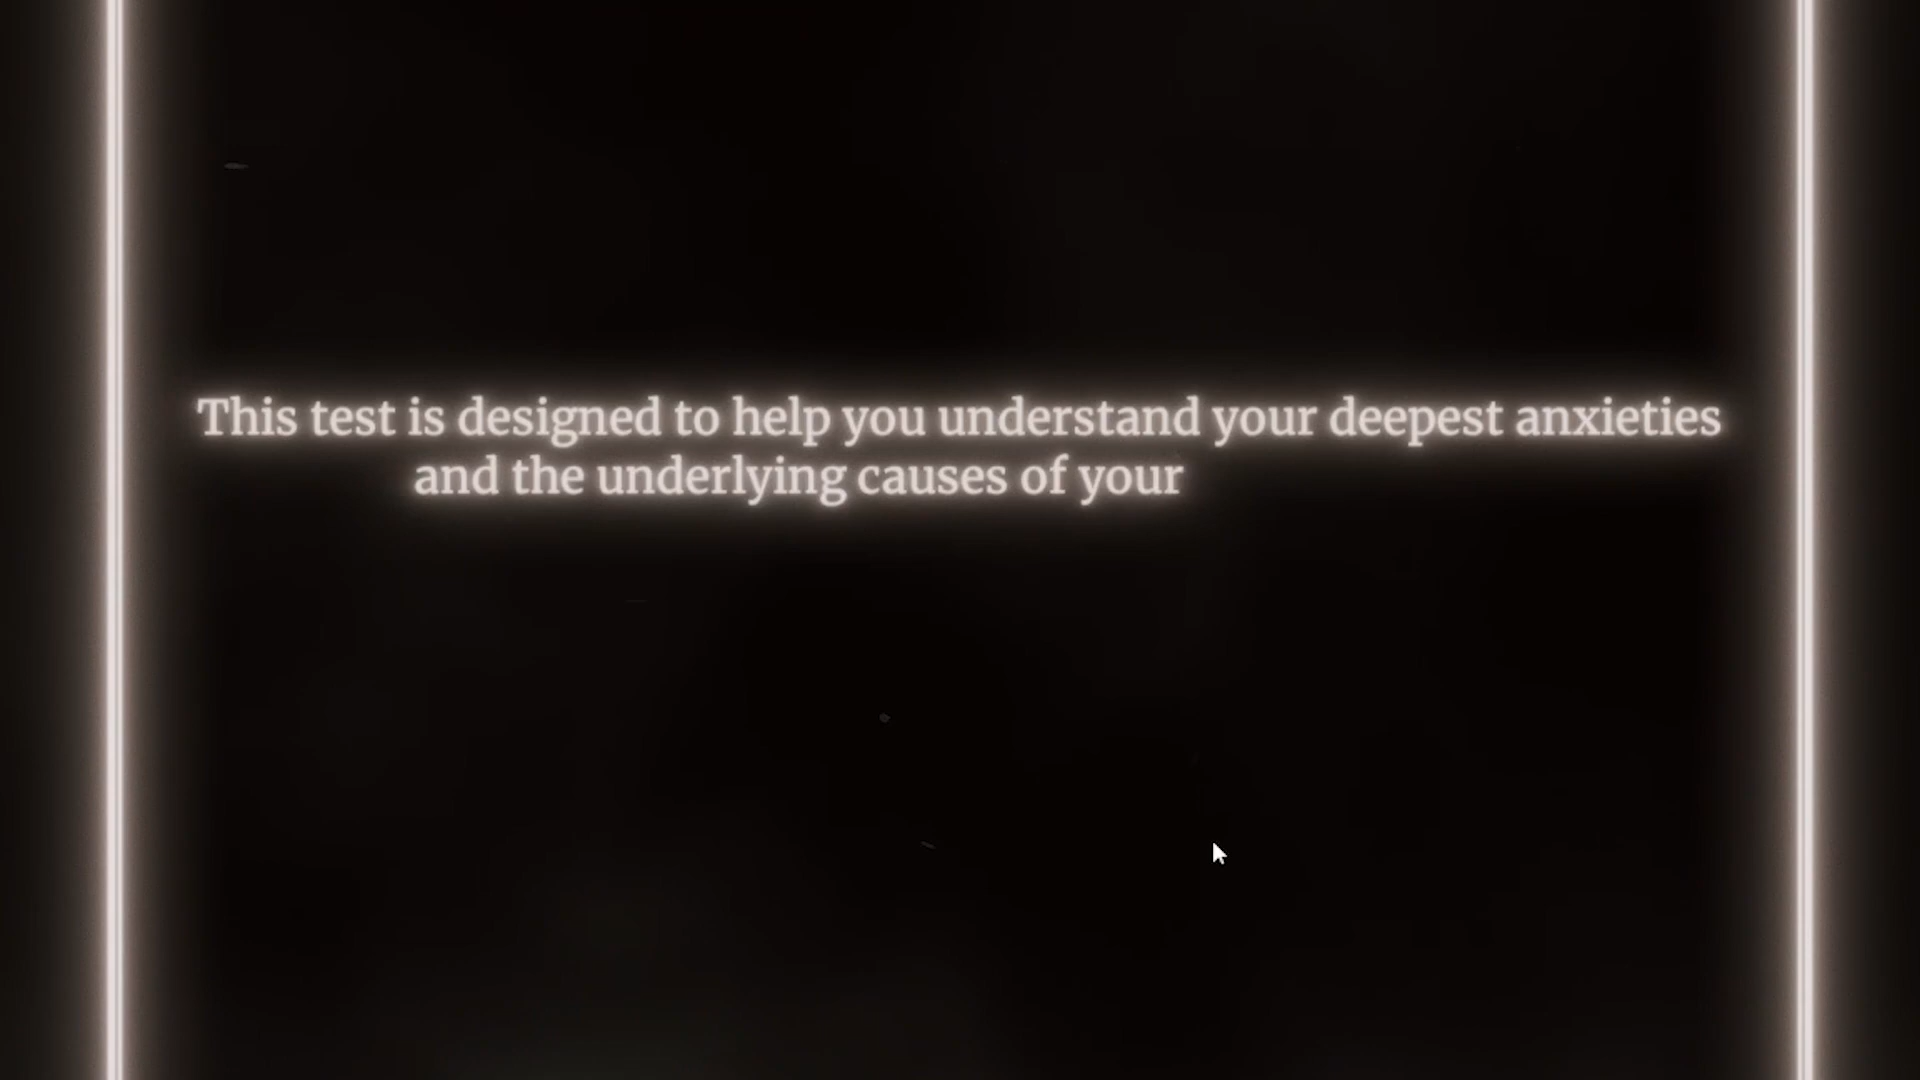 This test is designed to help you understand your deepest anxieties
and the underlying causes of your